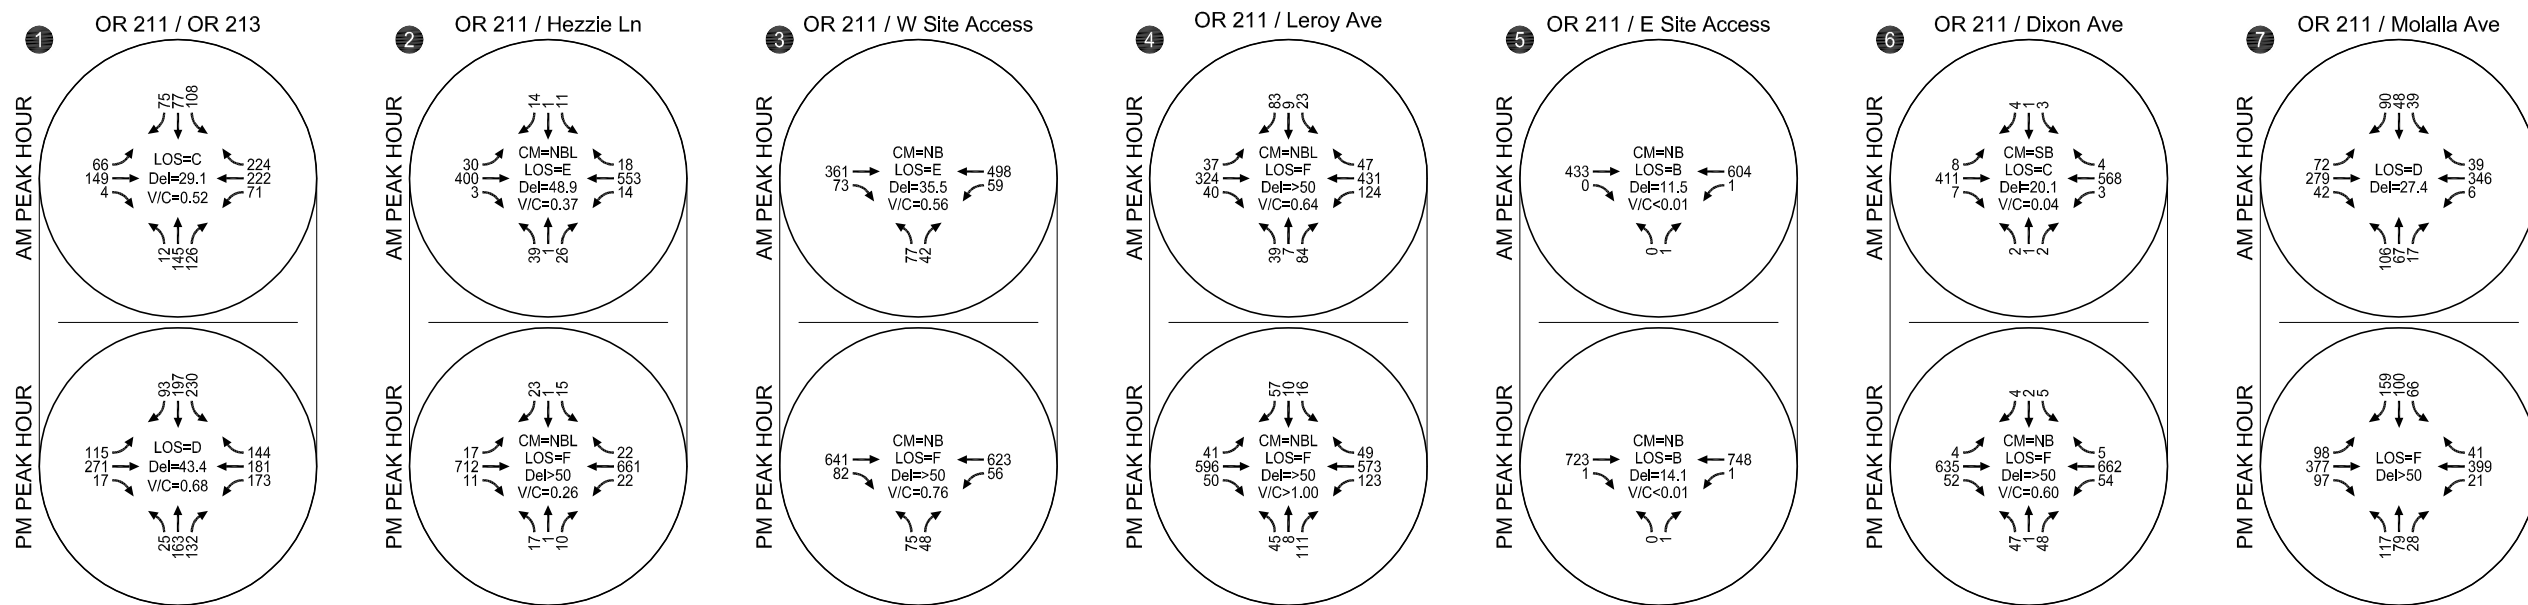 1
OR 211 / OR 213
AM PEAK HOUR
75 77 108
66 149 4
LOS=C
Del=29.1
V/C=0.52
224 222 71
12 145 126
PM PEAK HOUR
93 197 230
115 271 17
LOS=D
Del=43.4
V/C=0.68
144 181 173
25 163 132
2
OR 211 / Hezzie Ln
AM PEAK HOUR
14 1 11
30 400 3
CM=NBL
LOS=E
Del=48.9
V/C=0.37
18 553 14
39 1 26
PM PEAK HOUR
23 1 15
17 712 11
CM=NBL
LOS=F
Del>50
V/C=0.26
22 661 22
17 1 10
3
OR 211 / W Site Access
AM PEAK HOUR
361 73
CM=NB
LOS=E
Del=35.5
V/C=0.56
498 59
77 42
PM PEAK HOUR
641 82
CM=NB
LOS=F
Del=>50
V/C=0.76
623 56
75 48
4
OR 211 / Leroy Ave
AM PEAK HOUR
83 9 23
37 324 40
CM=NBL
LOS=F
Del=>50
V/C=0.64
47 431 124
39 7 84
PM PEAK HOUR
57 10 16
41 596 50
CM=NBL
LOS=F
Del=>50
V/C>1.00
49 573 123
45 8 111
5
OR 211 / E Site Access
AM PEAK HOUR
433 0
CM=NB
LOS=B
Del=11.5
V/C<0.01
604 1
0 1
PM PEAK HOUR
723 1
CM=NB
LOS=B
Del=14.1
V/C<0.01
748 1
0 1
6
OR 211 / Dixon Ave
AM PEAK HOUR
4 1 3
8 411 7
CM=SB
LOS=C
Del=20.1
V/C=0.04
4 568 3
2 1 2
PM PEAK HOUR
4 2 5
4 635 52
CM=NB
LOS=F
Del=>50
V/C=0.60
5 662 54
47 1 48
7
OR 211 / Molalla Ave
AM PEAK HOUR
90 48 39
72 279 42
LOS=D
Del=27.4
39 346 6
106 67 17
PM PEAK HOUR
159 100 66
98 377 97
LOS=F
Del>50
41 399 21
117 79 28